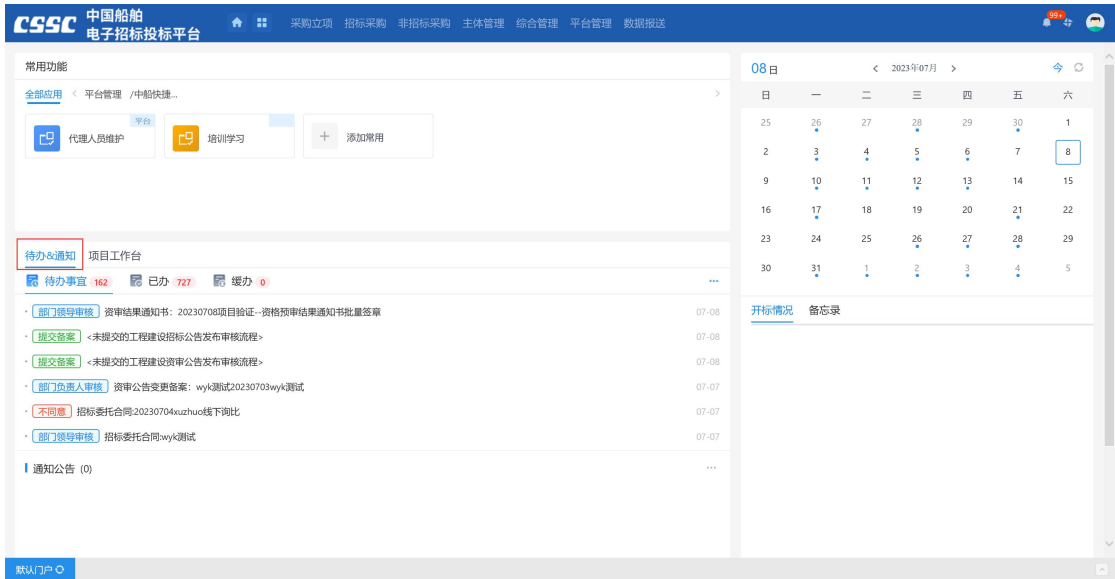 CSSC 中国船舶
电子招标投标平台
采购立项 招标采购 非招标采购 主体管理 综合管理 平台管理 数据报送
99+
常用功能
全部应用 < 平台管理 /中船快捷... >
平台
代理人员维护
培训学习
+ 添加常用
待办&通知 项目工作台
待办事宜 162 已办 727 缓办 0 ...
部门领导审核 资审结果通知书：20230708项目验证--资格预审结果通知书批量签章 07-08
提交备案 <未提交的工程建设招标公告发布审核流程> 07-08
提交备案 <未提交的工程建设资审公告发布审核流程> 07-08
部门负责人审核 资审公告变更备案：wyk测试20230703wyk测试 07-07
不同意 招标委托合同:20230704xuzhuo线下询比 07-07
部门领导审核 招标委托合同:wyk测试 07-07
通知公告 (0) ...
08日 < 2023年07月 > 今
日 一 二 三 四 五 六
25 26 27 28 29 30 1
2 3 4 5 6 7 8
9 10 11 12 13 14 15
16 17 18 19 20 21 22
23 24 25 26 27 28 29
30 31 1 2 3 4 5
开标情况 备忘录
默认门户